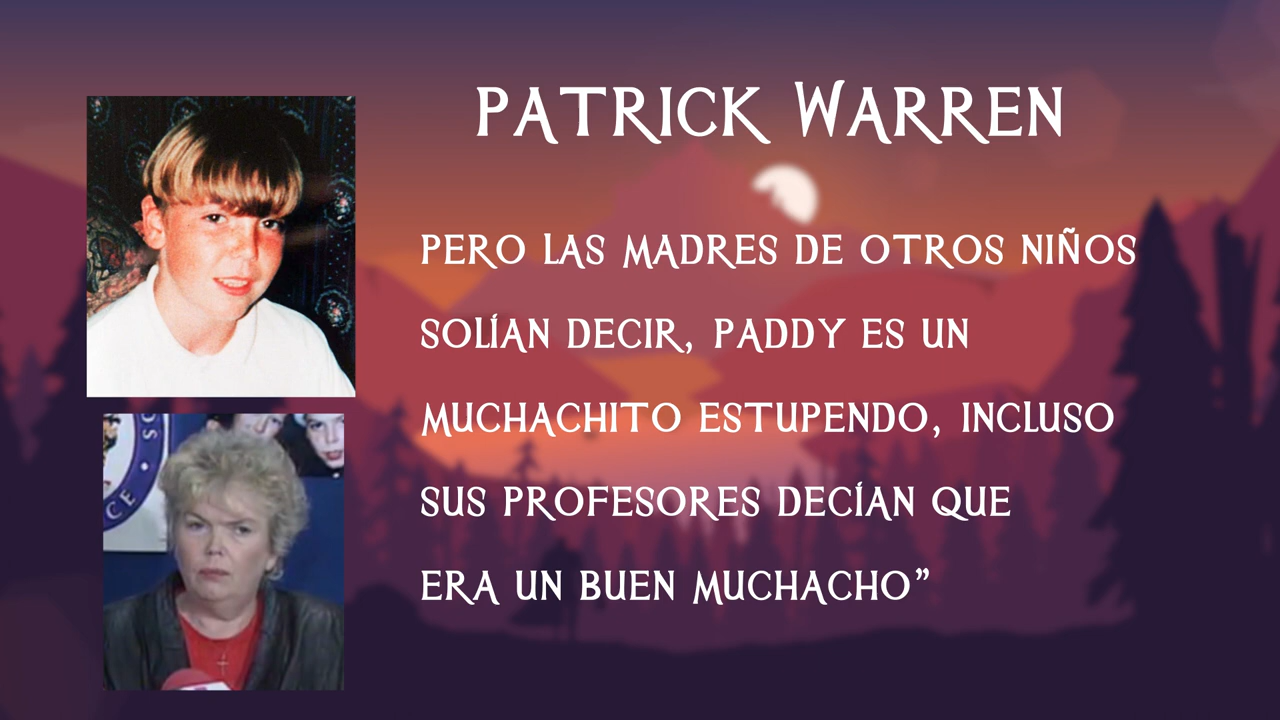 PATRICK WARREN
PERO LAS MADRES DE OTROS NIÑOS
SOLÍAN DECIR, PADDY ES UN
MUCHACHITO ESTUPENDO, INCLUSO
SUS PROFESORES DECÍAN QUE
ERA UN BUEN MUCHACHO”